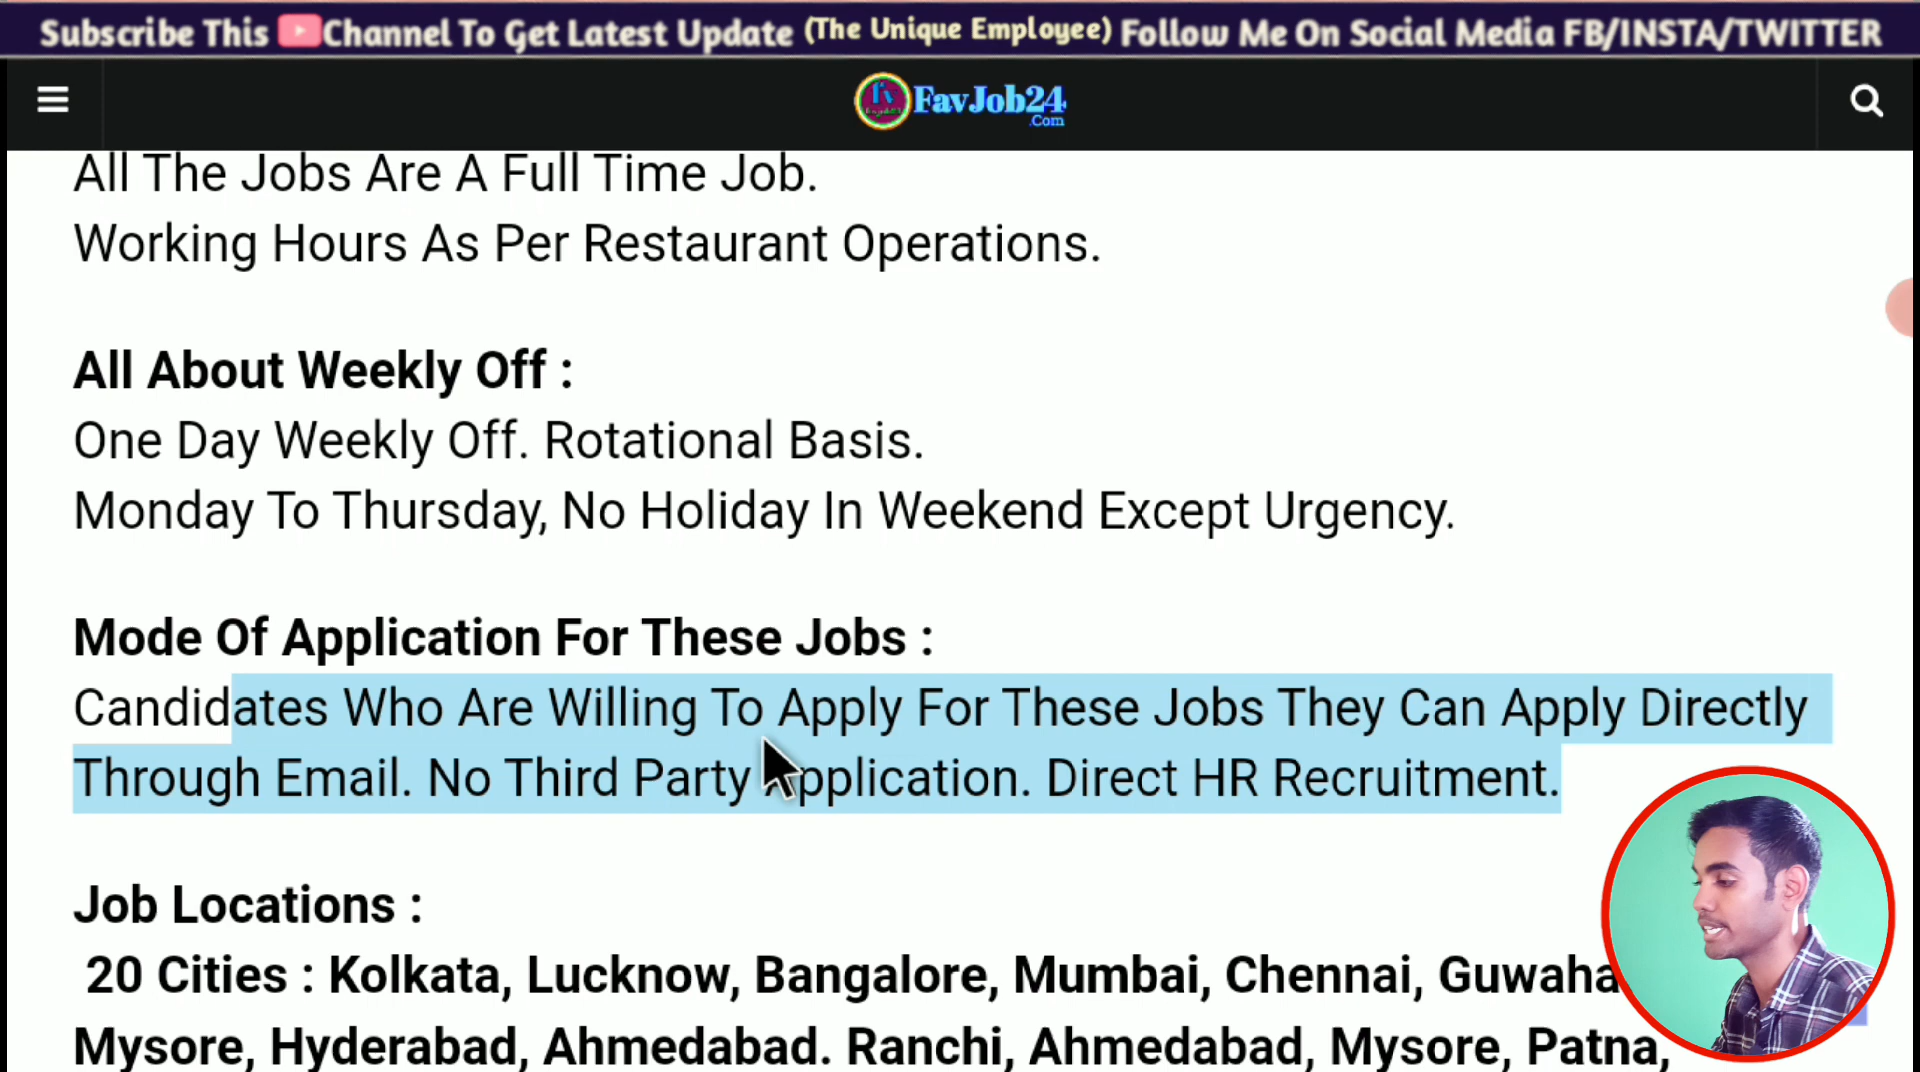 Subscribe This Channel To Get Latest Update (The Unique Employee) Follow Me On Social Media FB/INSTA/TWITTER
FavJob24
.Com
All The Jobs Are A Full Time Job.
Working Hours As Per Restaurant Operations.
All About Weekly Off :
One Day Weekly Off. Rotational Basis.
Monday To Thursday, No Holiday In Weekend Except Urgency.
Mode Of Application For These Jobs :
Candidates Who Are Willing To Apply For These Jobs They Can Apply Directly
Through Email. No Third Party Application. Direct HR Recruitment.
Job Locations :
20 Cities : Kolkata, Lucknow, Bangalore, Mumbai, Chennai, Guwaha
Mysore, Hyderabad, Ahmedabad. Ranchi, Ahmedabad, Mysore, Patna,